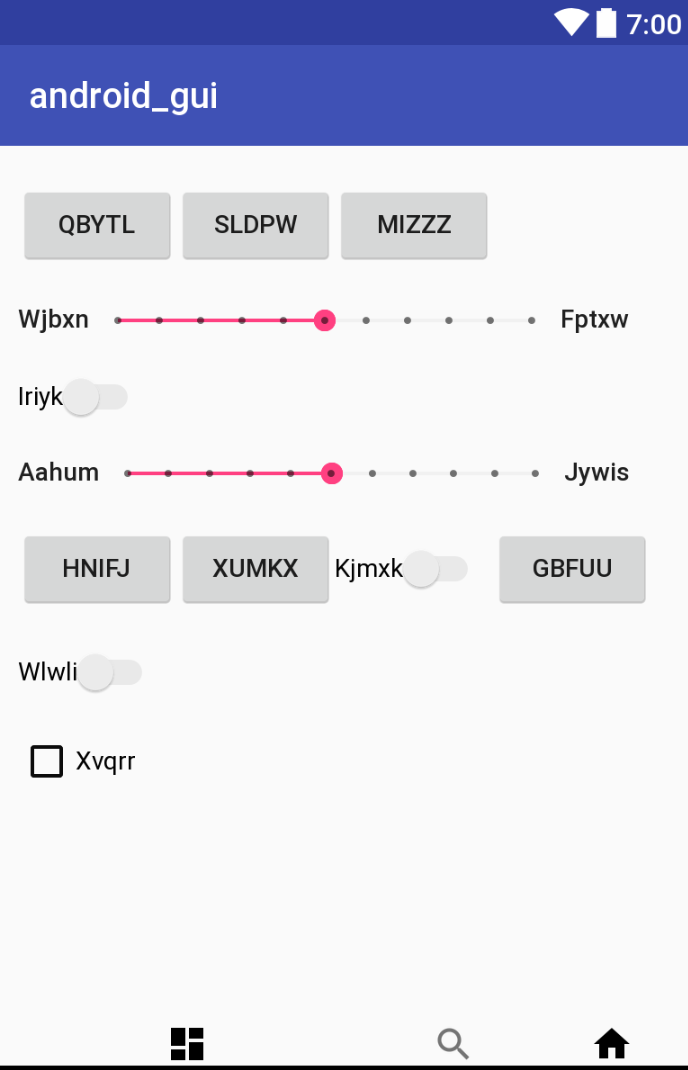 7:00
android_gui
QBYTL SLDPW MIZZZ
Wjbxn Fptxw
Iriyk
Aahum Jywis
HNIFJ XUMKX Kjmxk GBFUU
Wlwli
Xvqrr